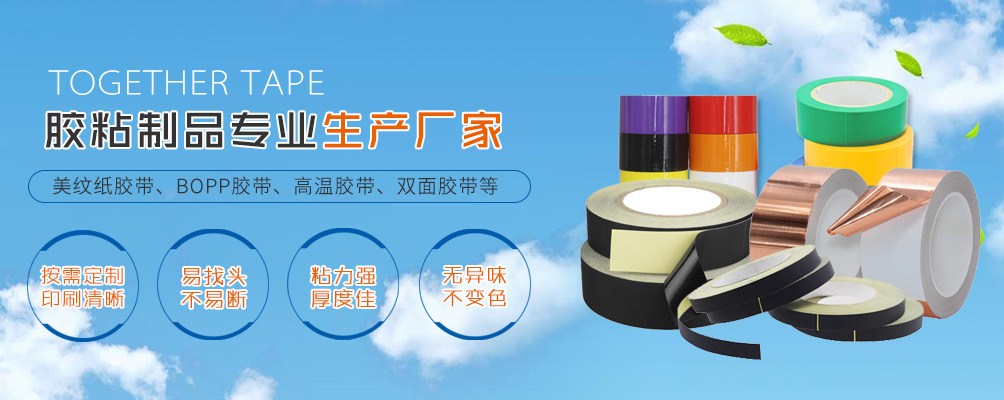 TOGETHER TAPE
胶粘制品专业生产厂家
美纹纸胶带、BOPP胶带、高温胶带、双面胶带等
按需定制
印刷清晰
易找头
不易断
粘力强
厚度佳
无异味
不变色